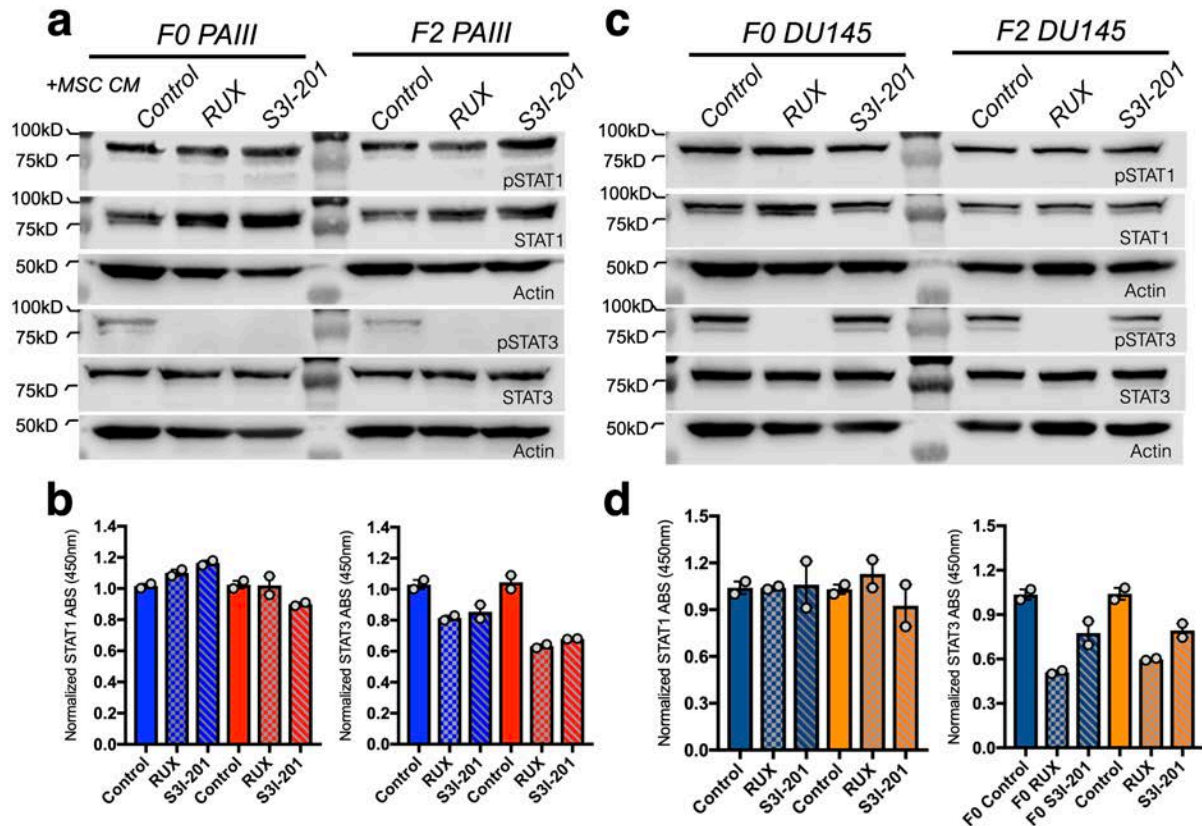 a
F0 PAIII
F2 PAIII
+MSC CM
Control
RUX
S3I-201
Control
RUX
S3I-201
100kD
75kD
pSTAT1
100kD
75kD
STAT1
50kD
Actin
100kD
75kD
pSTAT3
75kD
STAT3
50kD
Actin
c
F0 DU145
F2 DU145
Control
RUX
S3I-201
Control
RUX
S3I-201
100kD
75kD
pSTAT1
100kD
75kD
STAT1
50kD
Actin
100kD
75kD
pSTAT3
75kD
STAT3
50kD
Actin
b
Normalized STAT1 ABS (450nm)
1.4
1.2
1.0
0.8
0.6
0.4
0.2
0.0
Control
RUX
S3I-201
Control
RUX
S3I-201
Normalized STAT3 ABS (450nm)
1.4
1.2
1.0
0.8
0.6
0.4
0.2
0.0
Control
RUX
S3I-201
Control
RUX
S3I-201
d
Normalized STAT1 ABS (450nm)
1.5
1.2
0.9
0.6
0.3
0.0
Control
RUX
S3I-201
Control
RUX
S3I-201
Normalized STAT3 ABS (450nm)
1.5
1.2
0.9
0.6
0.3
0.0
F0 Control
F0 RUX
F0 S3I-201
Control
RUX
S3I-201